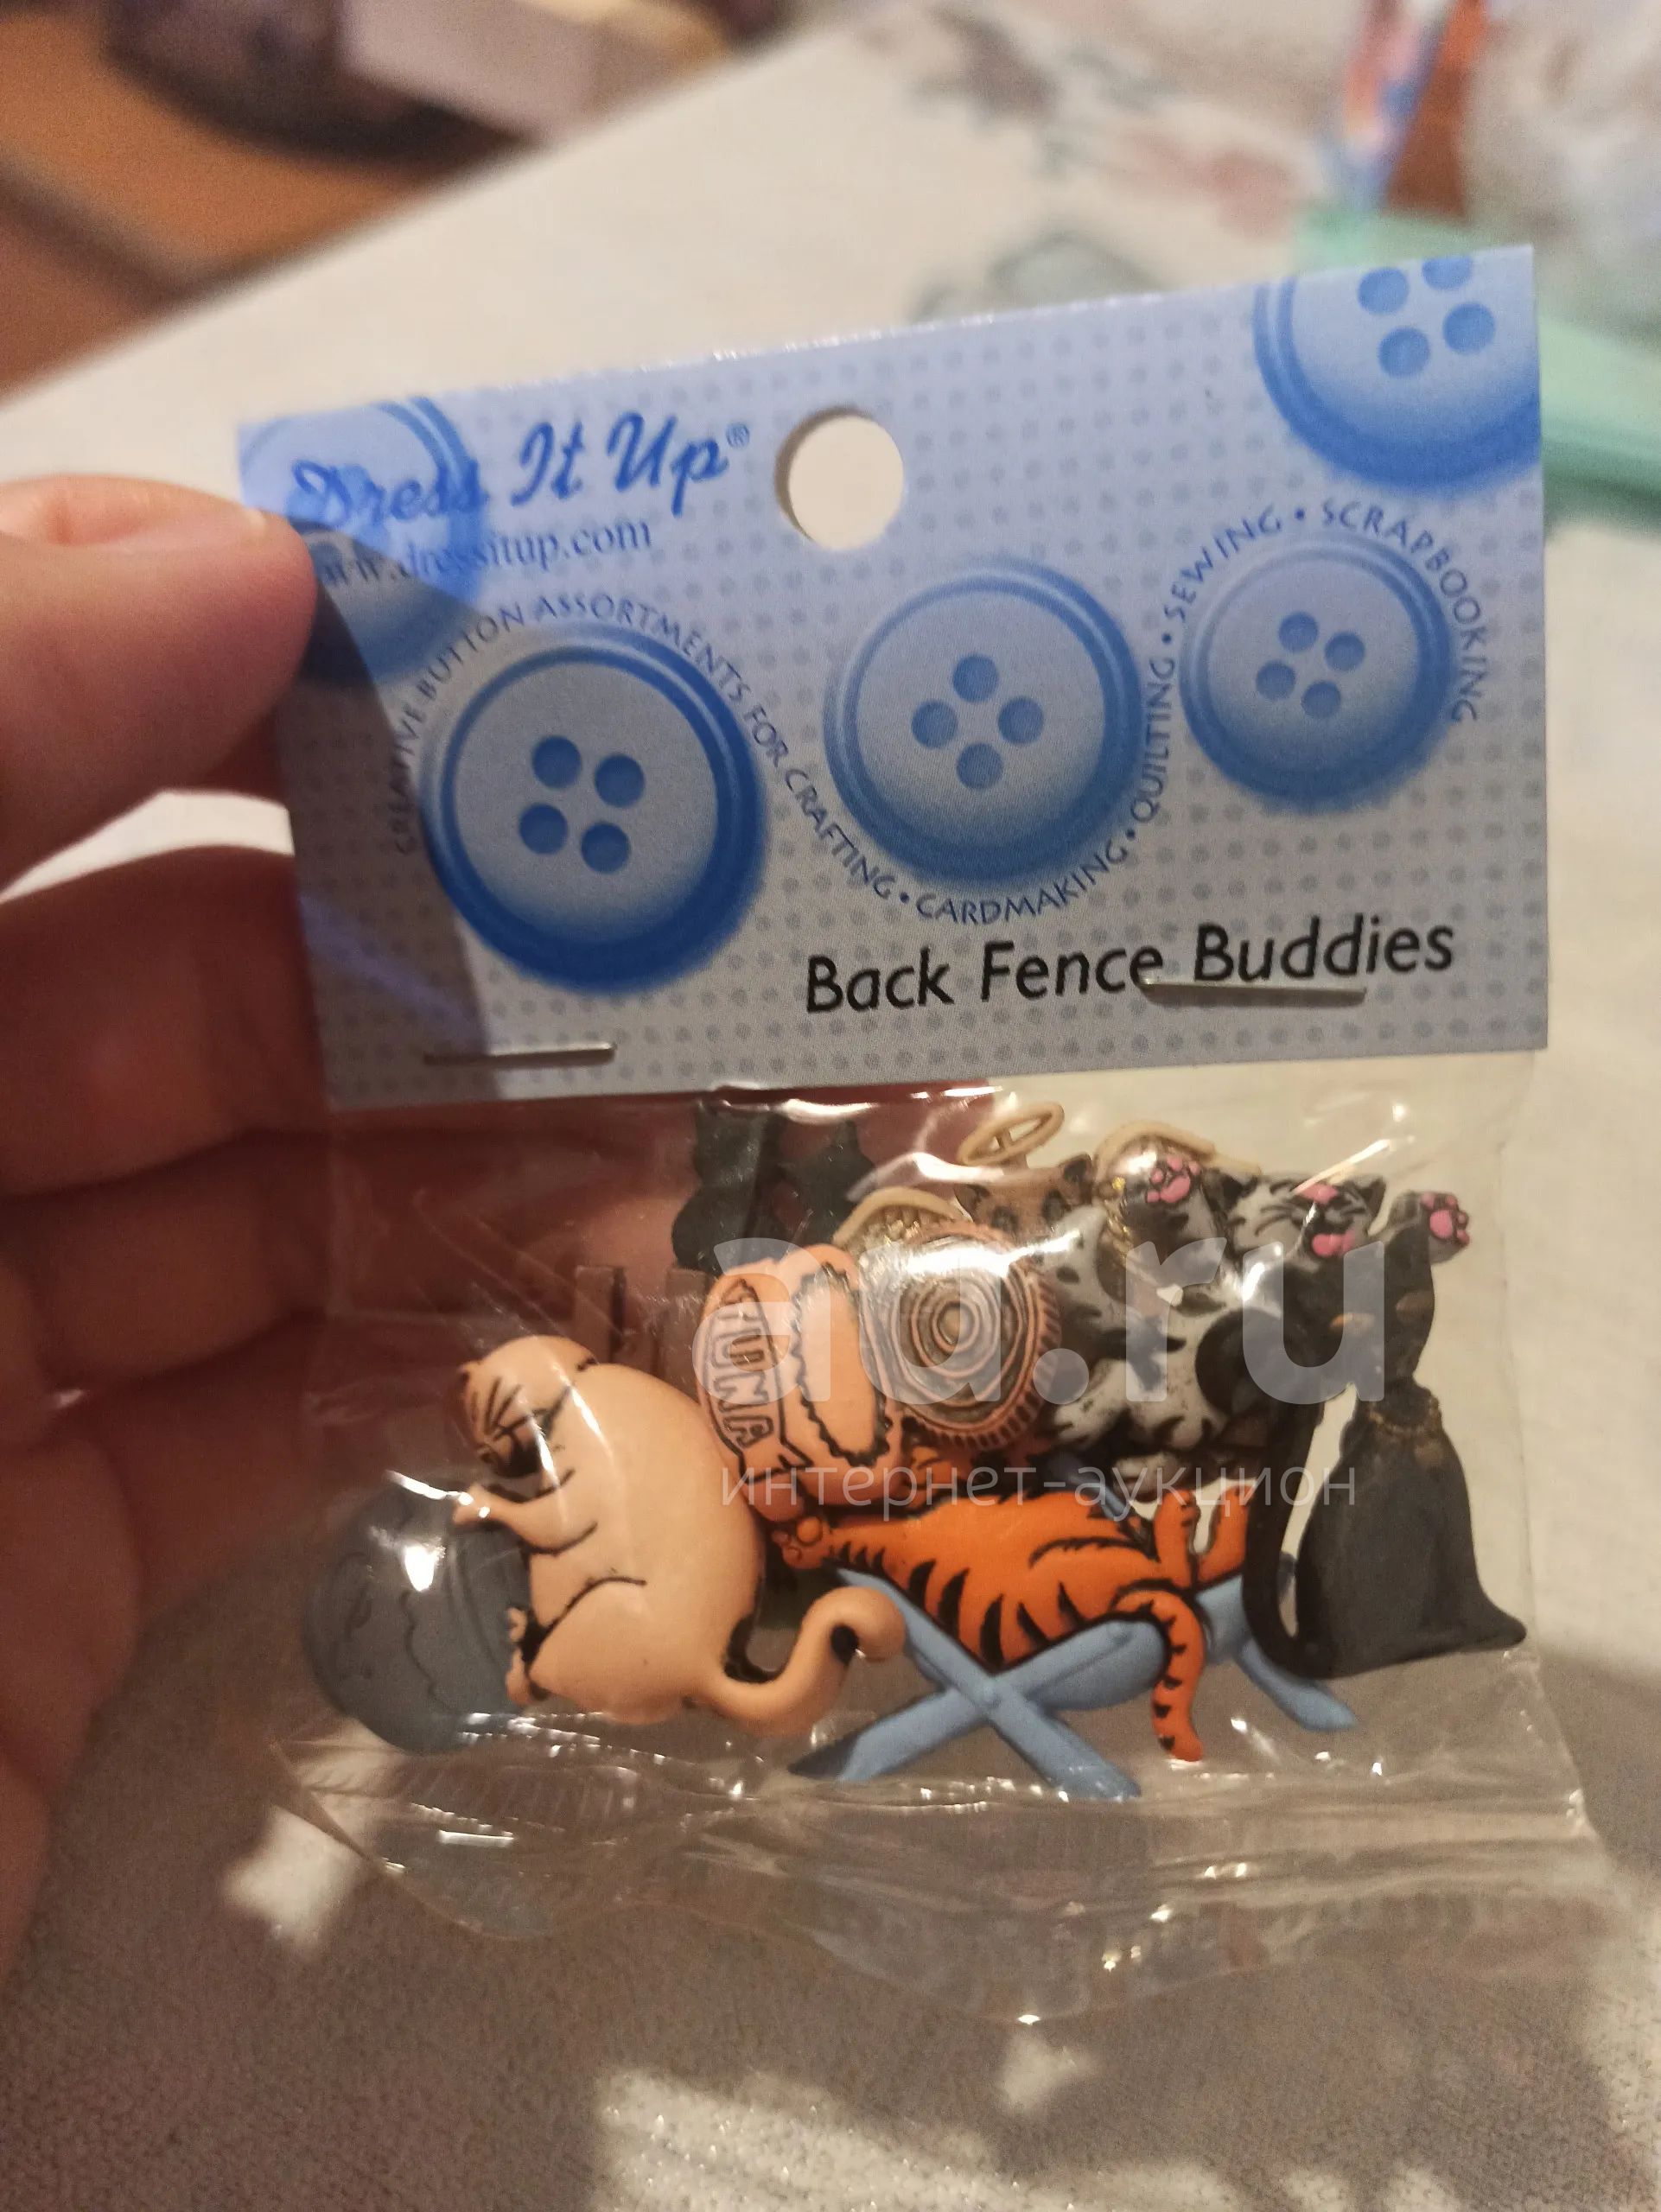 Dress It Up®
www.dressitup.com
CREATIVE BUTTON ASSORTMENTS FOR CRAFTING • CARDMAKING • QUILTING • SEWING • SCRAPBOOKING
Back Fence Buddies
TUNA
au.ru
интернет-аукцион